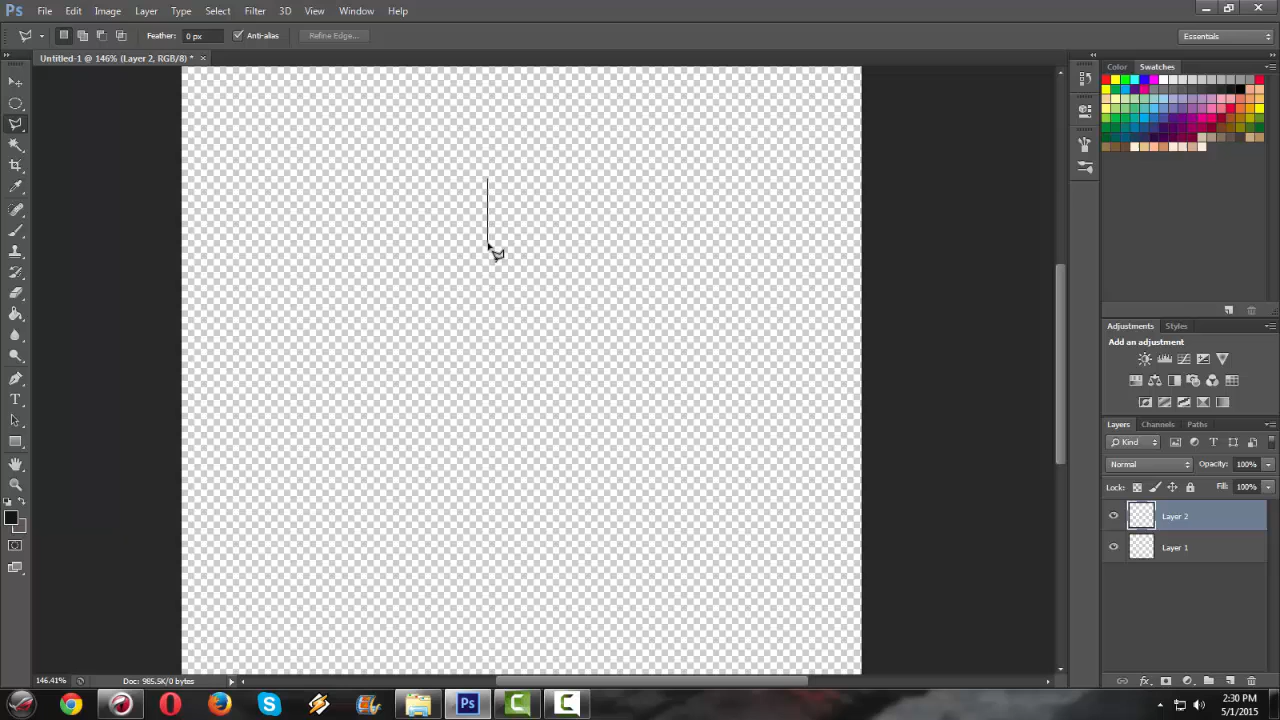 Ps File Edit Image Layer Type Select Filter 3D View Window Help
Feather: 0 px Anti-alias Refine Edge... Essentials
Untitled-1 @ 146% (Layer 2, RGB/8) * ×
Color Swatches
Adjustments Styles
Add an adjustment
Layers Channels Paths
Kind
Normal Opacity: 100%
Lock: Fill: 100%
Layer 2
Layer 1
146.41% Doc: 985.5K/0 bytes
Ps
2:30 PM
5/1/2015